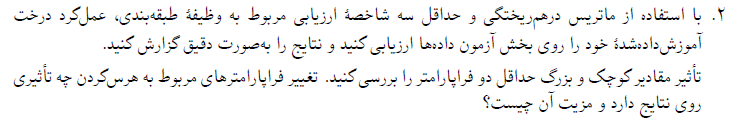 ۲. با استفاده از ماتریس درهم‌ریختگی و حداقل سه شاخصهٔ ارزیابی مربوط به وظیفهٔ طبقه‌بندی، عمل‌کرد درخت
آموزش‌داده‌شدهٔ خود را روی بخش آزمون داده‌ها ارزیابی کنید و نتایج را به‌صورت دقیق گزارش کنید.
تأثیر مقادیر کوچک و بزرگ حداقل دو فراپارامتر را بررسی کنید. تغییر فراپارامترهای مربوط به هرس‌کردن چه تأثیری
روی نتایج دارد و مزیت آن چیست؟